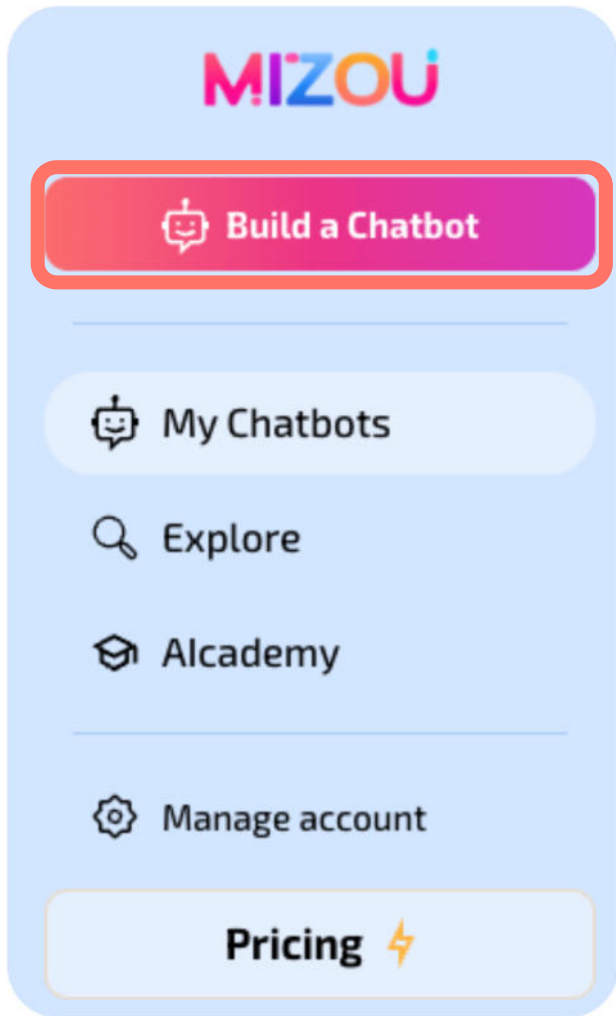 MIZOU
Build a Chatbot
My Chatbots
Explore
AIcademy
Manage account
Pricing